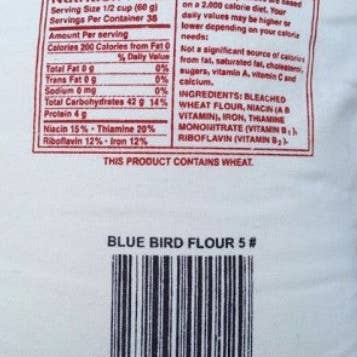 Serving Size 1/2 cup (60 g)
Servings Per Container 38
Amount Per Serving
Calories 200 Calories from Fat 0
% Daily Value
Total Fat 0 g 0%
Trans Fat 0 g 0%
Sodium 0 mg 0%
Total Carbohydrates 42 g 14%
Protein 4 g
Niacin 15% · Thiamine 20%
Riboflavin 12% · Iron 12%
on a 2,000 calorie diet. Your
daily values may be higher or
lower depending on your calorie
needs:
Not a significant source of calories
from fat, saturated fat, cholesterol,
sugars, vitamin A, vitamin C and
calcium.
INGREDIENTS: BLEACHED
WHEAT FLOUR, NIACIN (A B
VITAMIN), IRON, THIAMINE
MONONITRATE (VITAMIN B1),
RIBOFLAVIN (VITAMIN B2).
THIS PRODUCT CONTAINS WHEAT.
BLUE BIRD FLOUR 5 #